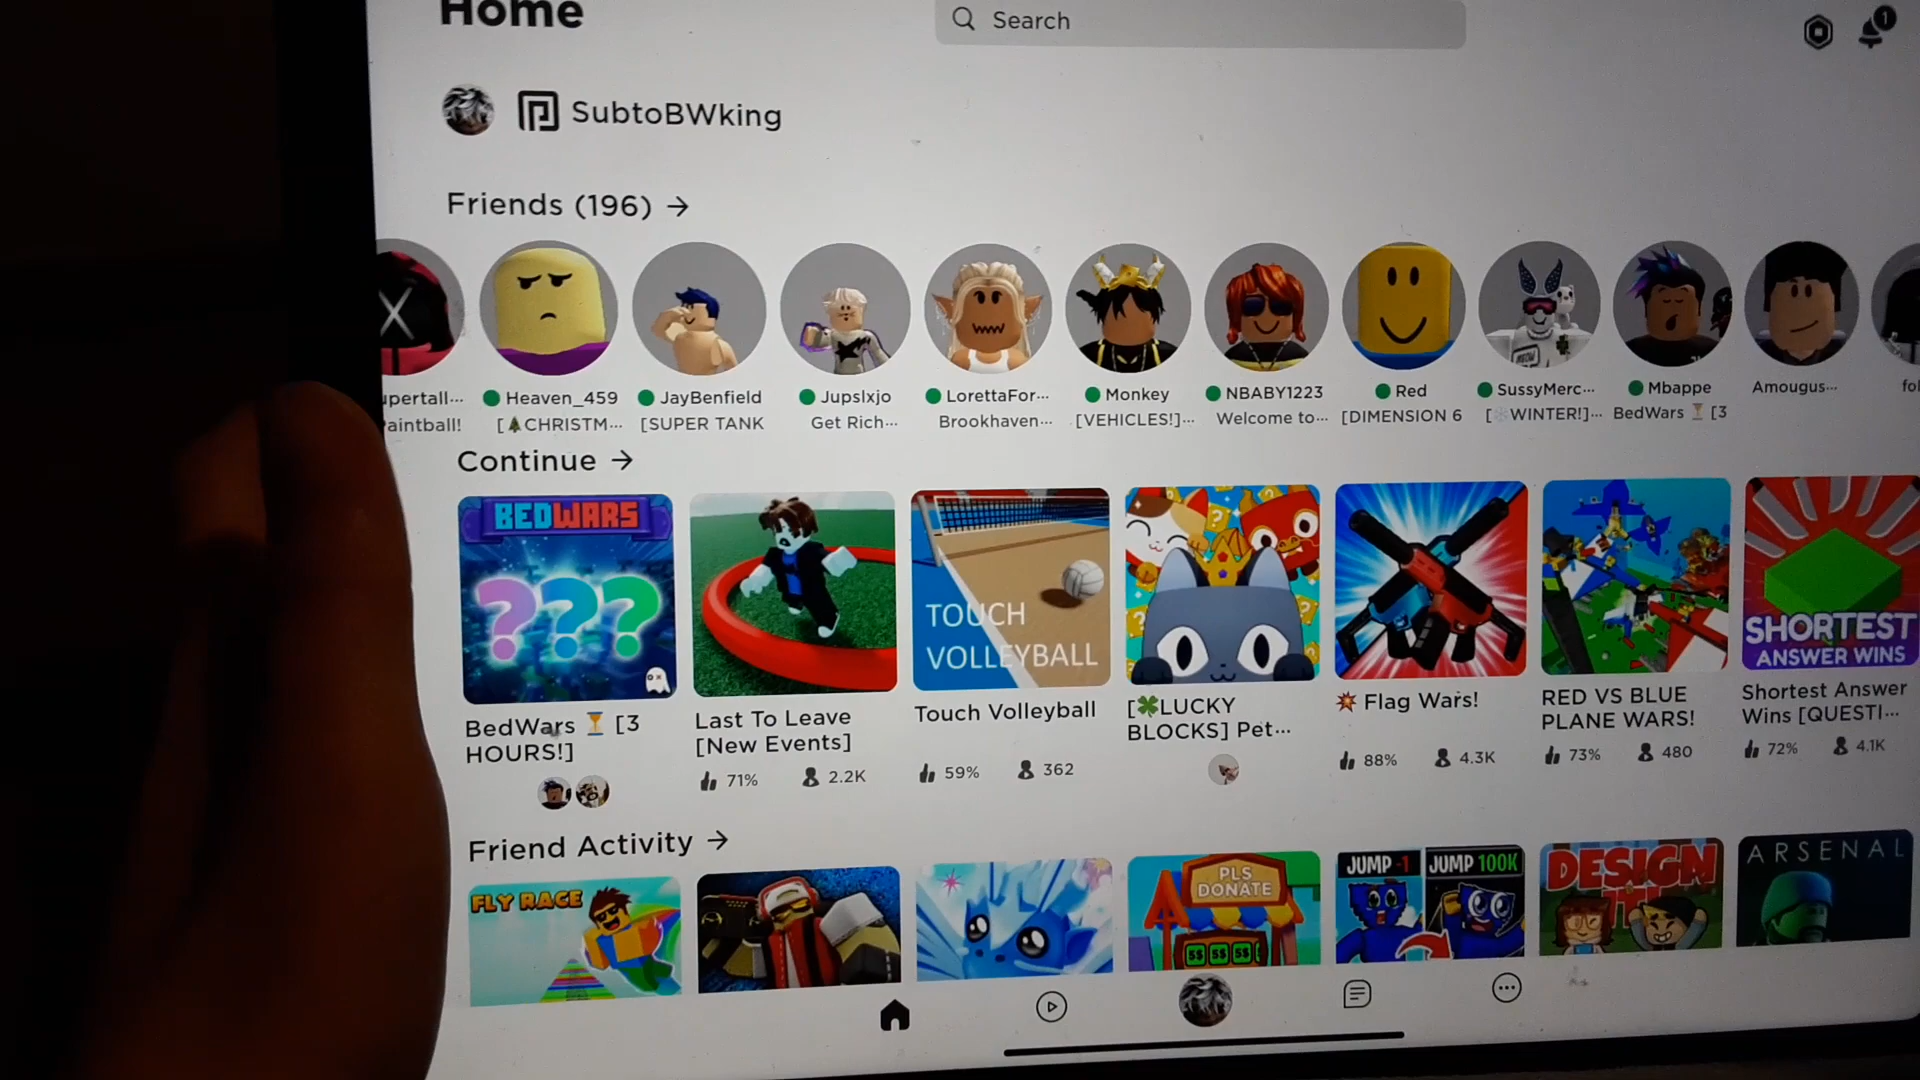 Home
Search
1
SubtoBWking
Friends (196) →
Heaven_459
JayBenfield
Jupslxjo
LorettaFor...
Monkey
NBABY1223
Red
SussyMerc...
Mbappe
Amougus...
aintball!
[🌲CHRISTM...
[SUPER TANK
Get Rich...
Brookhaven...
[VEHICLES!]...
Welcome to...
[DIMENSION 6
[❄️WINTER!]...
BedWars ⏳ [3
Continue →
BEDWARS
???
TOUCH
VOLLEYBALL
SHORTEST
ANSWER WINS
BedWars ⏳ [3
HOURS!]
Last To Leave
[New Events]
71% 2.2K
Touch Volleyball
59% 362
[🍀LUCKY
BLOCKS] Pet...
💥 Flag Wars!
88% 4.3K
RED VS BLUE
PLANE WARS!
73% 480
Shortest Answer
Wins [QUESTI...
72% 4.1K
Friend Activity →
FLY RACE
PLS
DONATE
$$ $$ $$
JUMP -1 JUMP 100K
DESIGN
ARSENAL